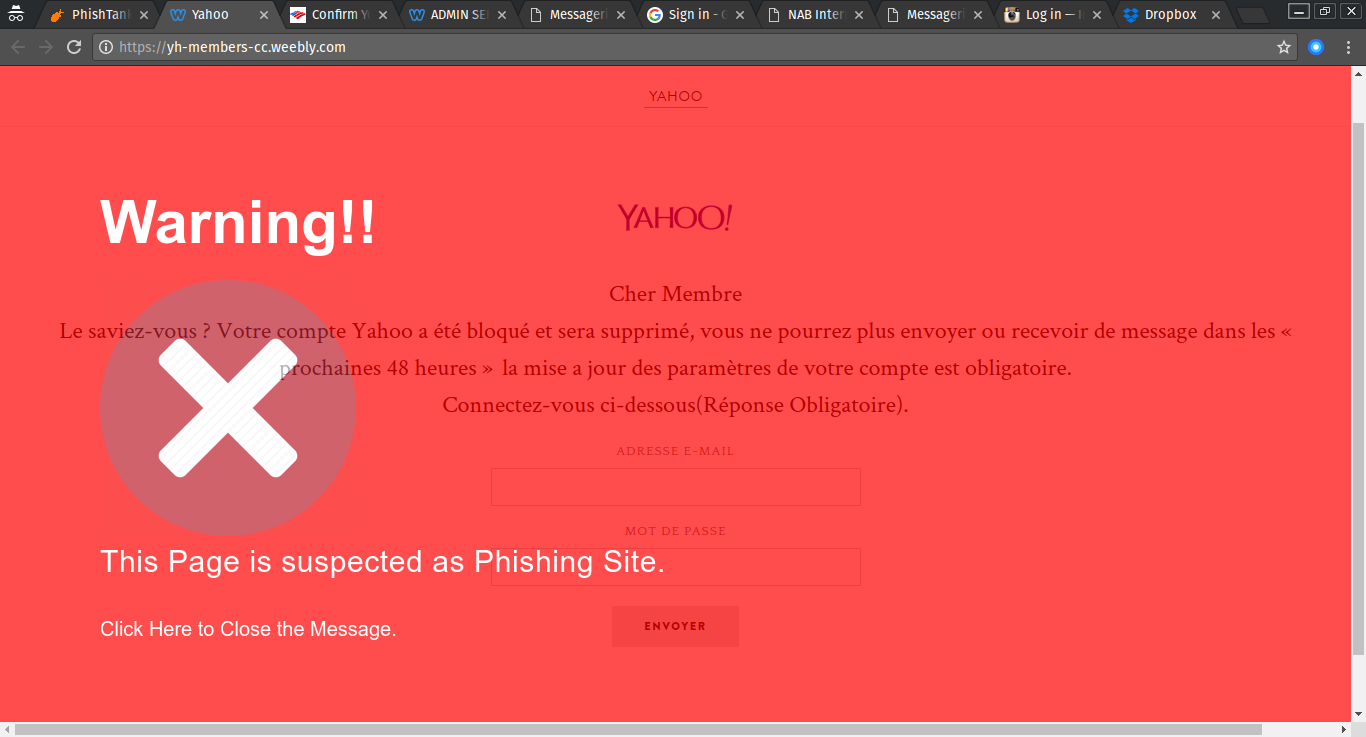 PhishTan
Yahoo
Confirm Y
ADMIN SE
Messageri
Sign in - G
NAB Inter
Messageri
Log in — I
Dropbox
https://yh-members-cc.weebly.com
YAHOO
Warning!!
YAHOO!
Cher Membre
Le saviez-vous ? Votre compte Yahoo a été bloqué et sera supprimé, vous ne pourrez plus envoyer ou recevoir de message dans les «
prochaines 48 heures » la mise a jour des paramètres de votre compte est obligatoire.
Connectez-vous ci-dessous(Réponse Obligatoire).
ADRESSE E-MAIL
MOT DE PASSE
This Page is suspected as Phishing Site.
Click Here to Close the Message.
ENVOYER